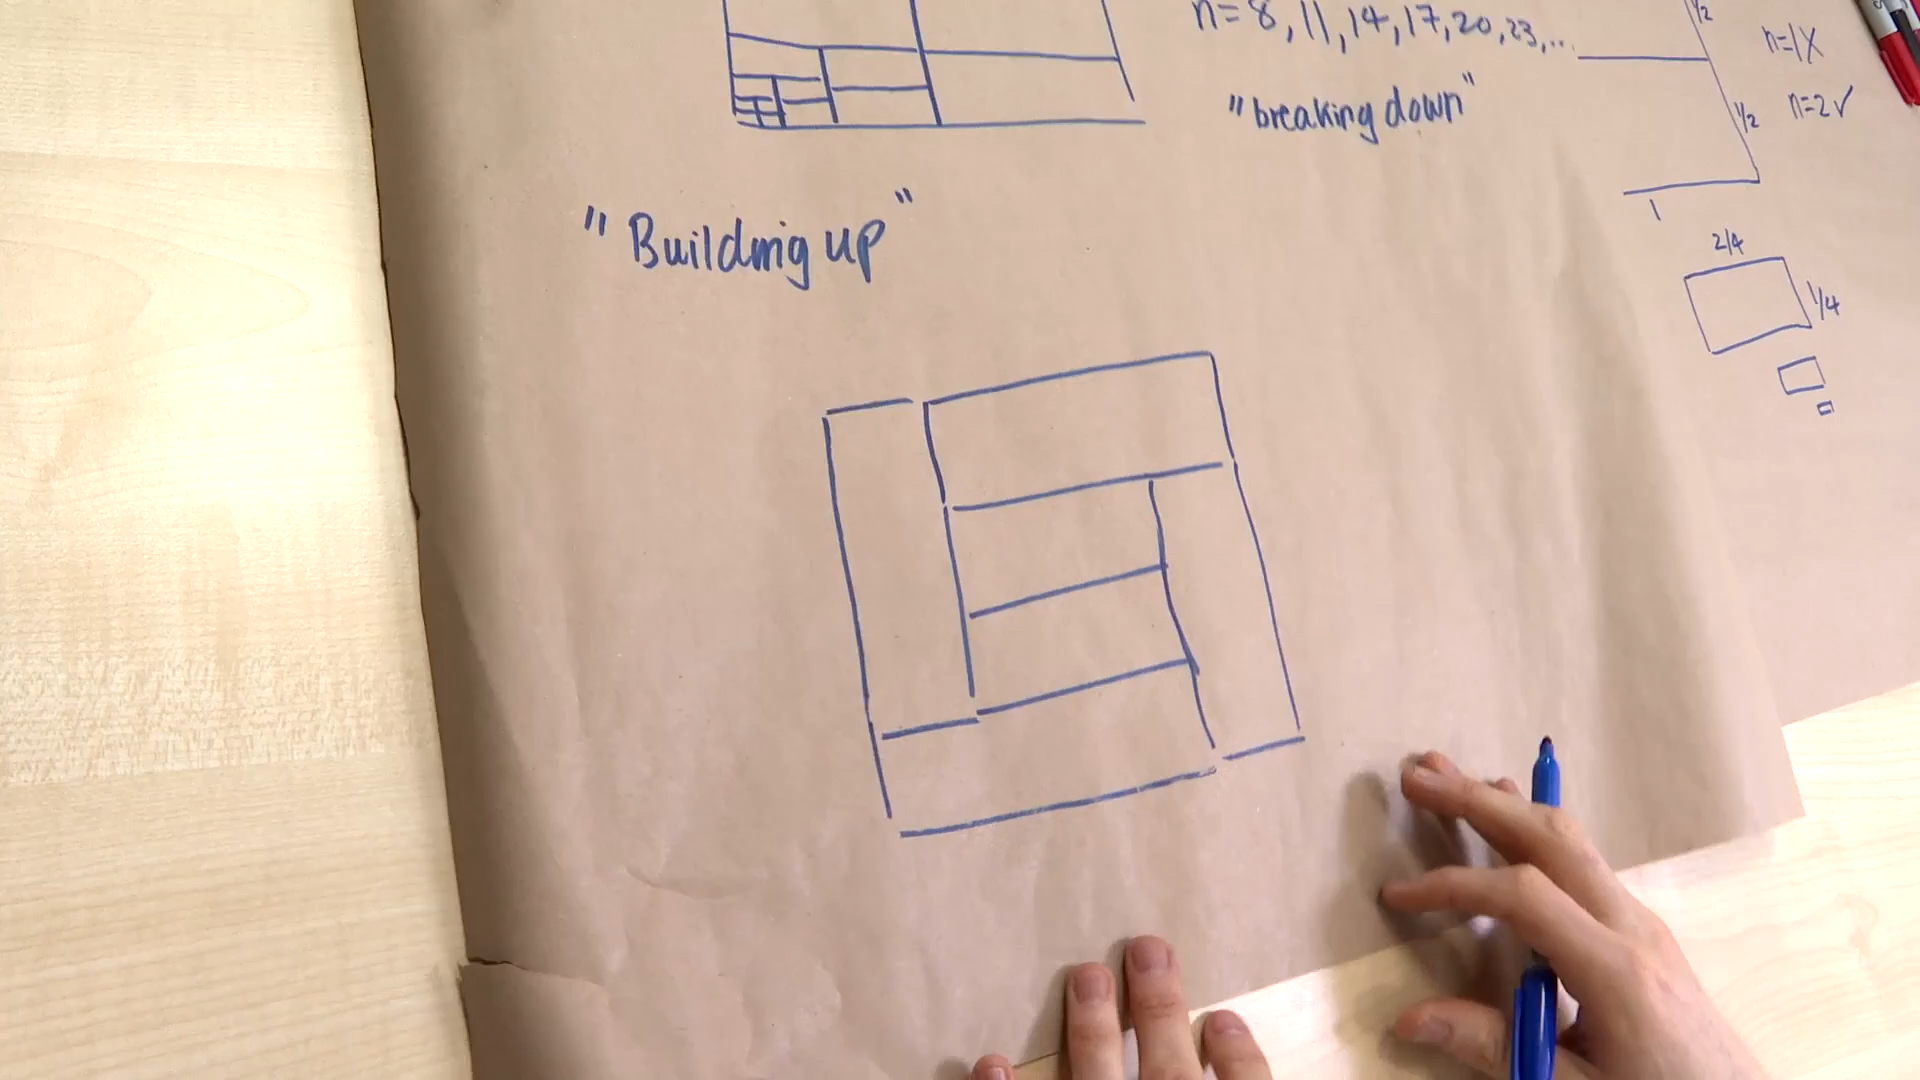 n=8,11,14,17,20,23,...
"breaking down"
1/2
n=1X
n=2✓
1/2
1
"Building up"
2/4
1/4